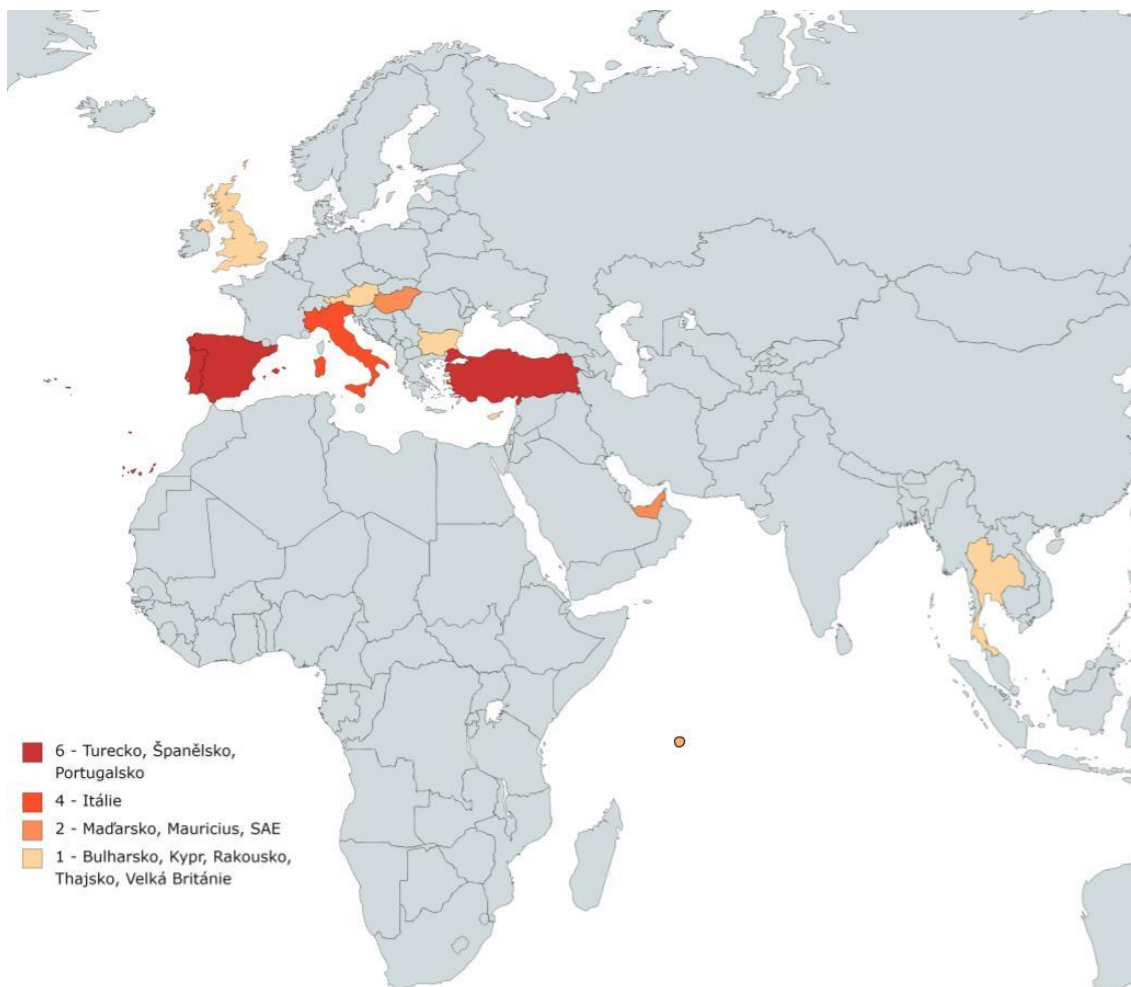 6 - Turecko, Španělsko,
Portugalsko
4 - Itálie
2 - Maďarsko, Mauricius, SAE
1 - Bulharsko, Kypr, Rakousko,
Thajsko, Velká Británie